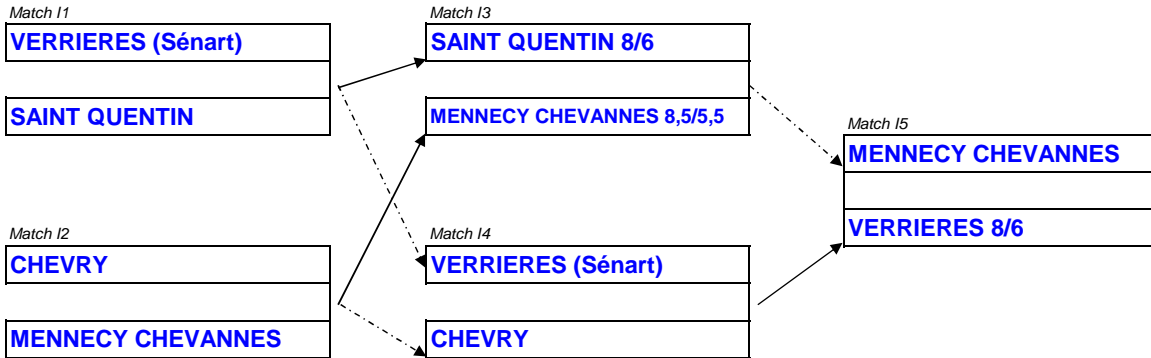 Match I1
VERRIERES (Sénart)
SAINT QUENTIN
Match I2
CHEVRY
MENNECY CHEVANNES
Match I3
SAINT QUENTIN 8/6
MENNECY CHEVANNES 8,5/5,5
Match I4
VERRIERES (Sénart)
CHEVRY
Match I5
MENNECY CHEVANNES
VERRIERES 8/6